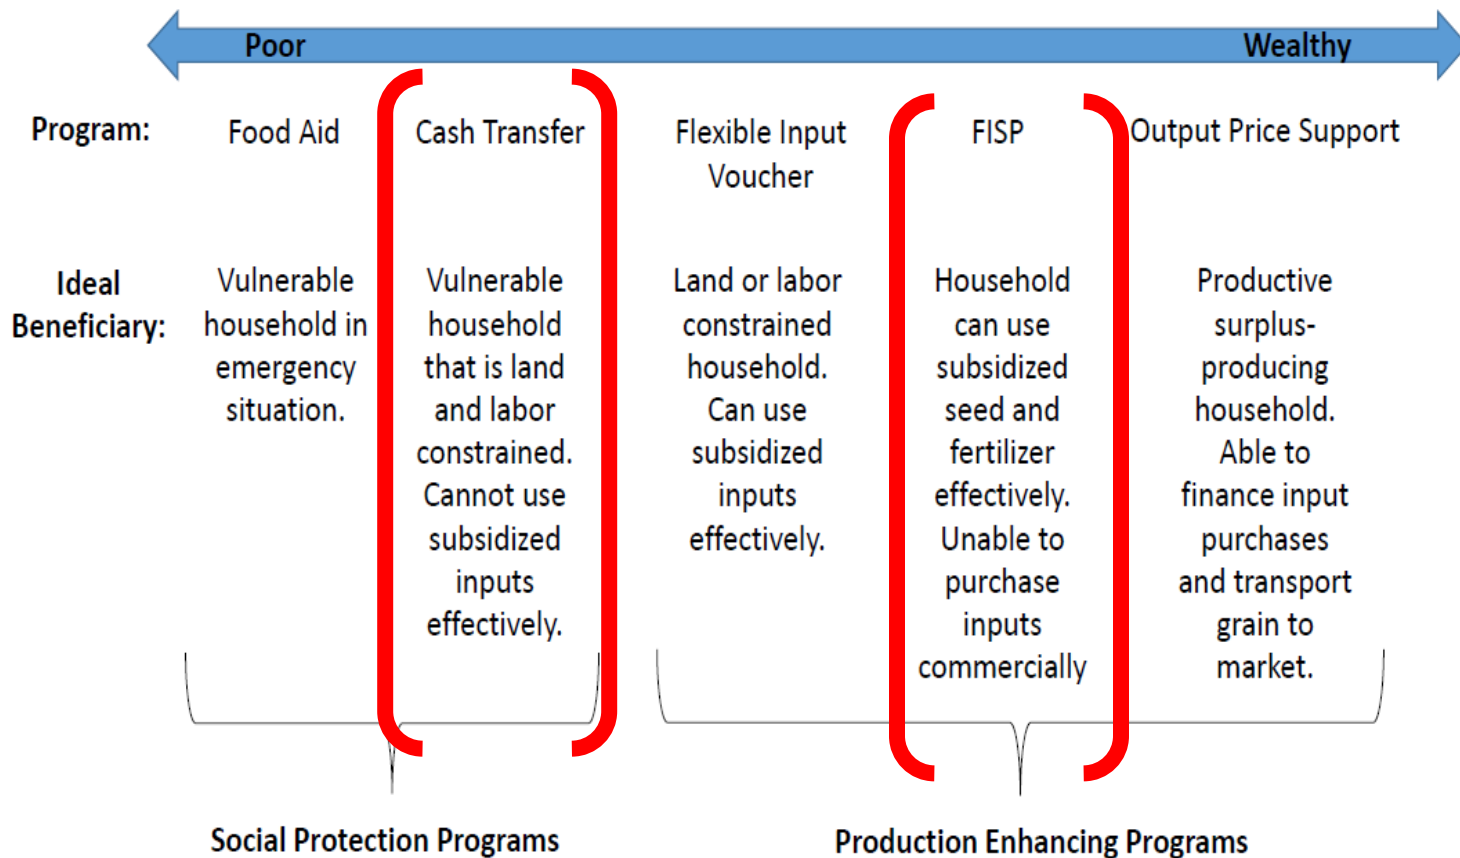 Poor
Wealthy
Program:
Food Aid
Cash Transfer
Flexible Input
Voucher
FISP
Output Price Support
Ideal
Beneficiary:
Vulnerable
household in
emergency
situation.
Vulnerable
household
that is land
and labor
constrained.
Cannot use
subsidized
inputs
effectively.
Land or labor
constrained
household.
Can use
subsidized
inputs
effectively.
Household
can use
subsidized
seed and
fertilizer
effectively.
Unable to
purchase
inputs
commercially
Productive
surplus-
producing
household.
Able to
finance input
purchases
and transport
grain to
market.
Social Protection Programs
Production Enhancing Programs